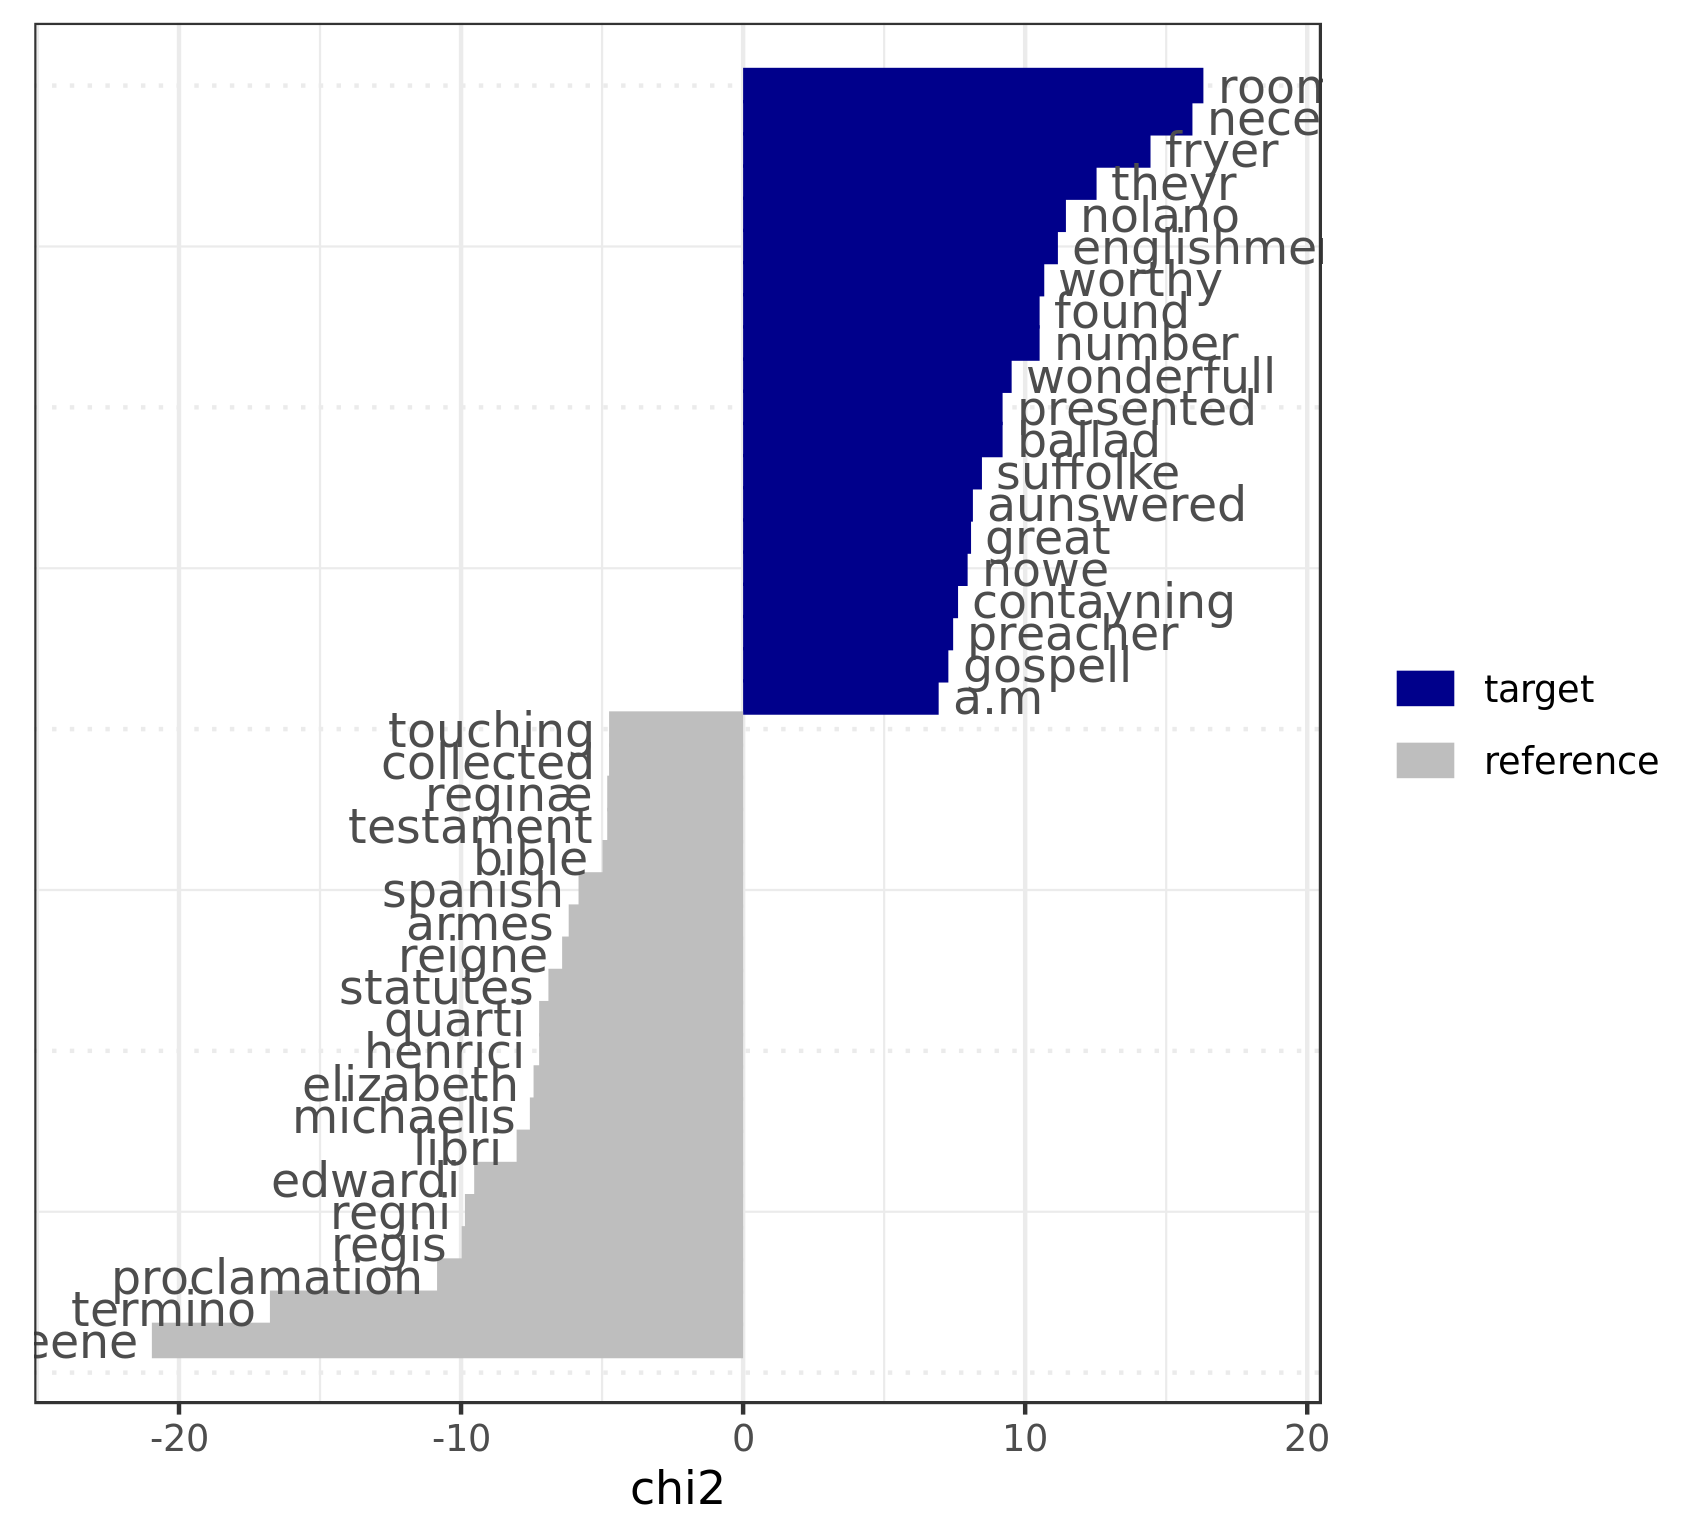 nece
fryer
theyr
nolano
englishme
worthy
found
number
wonderfull
presented
ballad
suffolke
aunswered
great
nowe
contayning
preacher
gospell
a.m
touching
collected
reginæ
testament
bible
spanish
armes
reigne
statutes
quarti
henrici
elizabeth
michaelis
libri
edwardi
regni
regis
proclamation
termino
eene
target
reference
-20 -10 0 10 20
chi2